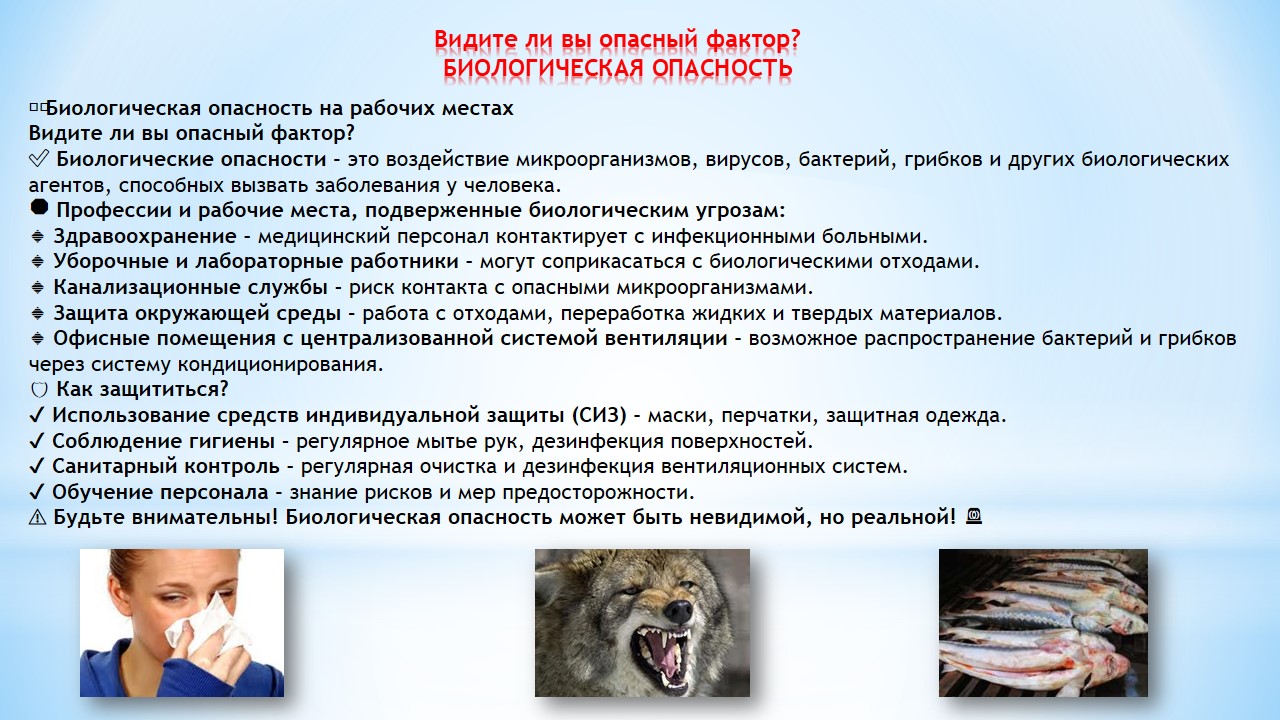 Видите ли вы опасный фактор?
БИОЛОГИЧЕСКАЯ ОПАСНОСТЬ
Биологическая опасность на рабочих местах
Видите ли вы опасный фактор?
✅ Биологические опасности – это воздействие микроорганизмов, вирусов, бактерий, грибков и других биологических
агентов, способных вызвать заболевания у человека.
🛑 Профессии и рабочие места, подверженные биологическим угрозам:
🔹 Здравоохранение – медицинский персонал контактирует с инфекционными больными.
🔹 Уборочные и лабораторные работники – могут соприкасаться с биологическими отходами.
🔹 Канализационные службы – риск контакта с опасными микроорганизмами.
🔹 Защита окружающей среды – работа с отходами, переработка жидких и твердых материалов.
🔹 Офисные помещения с централизованной системой вентиляции – возможное распространение бактерий и грибков
через систему кондиционирования.
🛡 Как защититься?
✔ Использование средств индивидуальной защиты (СИЗ) – маски, перчатки, защитная одежда.
✔ Соблюдение гигиены – регулярное мытье рук, дезинфекция поверхностей.
✔ Санитарный контроль – регулярная очистка и дезинфекция вентиляционных систем.
✔ Обучение персонала – знание рисков и мер предосторожности.
⚠ Будьте внимательны! Биологическая опасность может быть невидимой, но реальной! 🚨